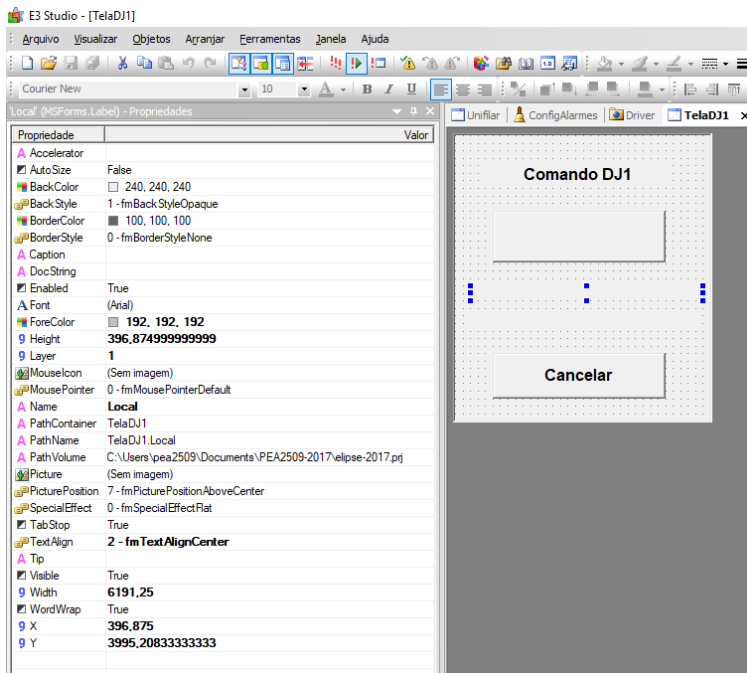 E3 Studio - [TelaDJ1]
Arquivo Visualizar Objetos Arranjar Ferramentas Janela Ajuda
Courier New 10 A B I U
'Local' (MSForms.Label) - Propriedades
Unifilar ConfigAlarmes Driver TelaDJ1
Propriedade Valor
Accelerator
AutoSize False
BackColor 240, 240, 240
BackStyle 1 - fmBackStyleOpaque
BorderColor 100, 100, 100
BorderStyle 0 - fmBorderStyleNone
Caption
DocString
Enabled True
Font (Arial)
ForeColor 192, 192, 192
Height 396,874999999999
Layer 1
MouseIcon (Sem imagem)
MousePointer 0 - fmMousePointerDefault
Name Local
PathContainer TelaDJ1
PathName TelaDJ1.Local
PathVolume C:\Users\pea2509\Documents\PEA2509-2017\elipse-2017.prj
Picture (Sem imagem)
PicturePosition 7 - fmPicturePositionAboveCenter
SpecialEffect 0 - fmSpecialEffectFlat
TabStop True
TextAlign 2 - fmTextAlignCenter
Tip
Visible True
Width 6191,25
WordWrap True
X 396,875
Y 3995,20833333333
Comando DJ1
Cancelar